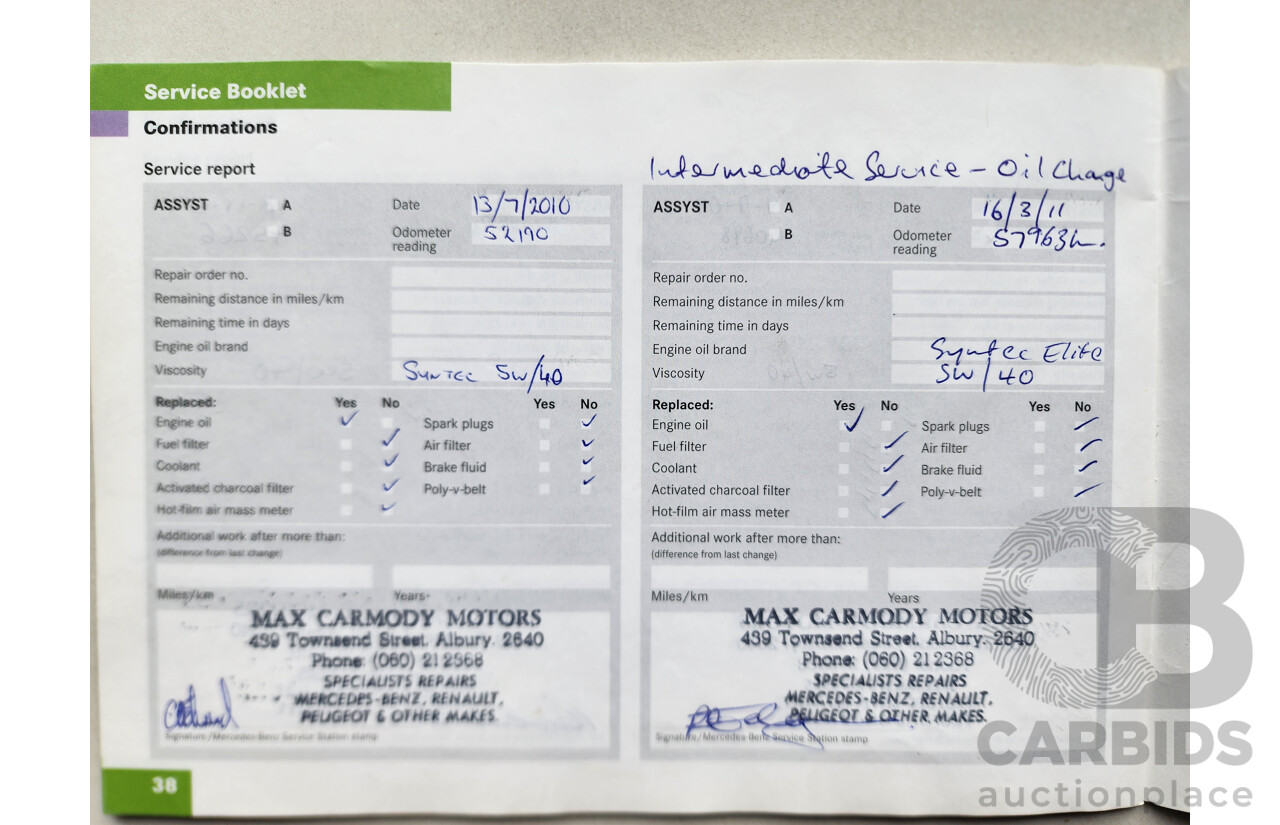 Service Booklet
Confirmations
Service report
ASSYST
A
B
Date 13/7/2010
Odometer reading 52190
Repair order no.
Remaining distance in miles/km
Remaining time in days
Engine oil brand
Viscosity SYNTEC 5W/40
Replaced: Yes No Yes No
Engine oil Spark plugs
Fuel filter Air filter
Coolant Brake fluid
Activated charcoal filter Poly-v-belt
Hot-film air mass meter
Additional work after more than:
(difference from last change)
Miles/km Years
MAX CARMODY MOTORS
439 Townsend Street, Albury. 2640
Phone: (060) 212368
SPECIALISTS REPAIRS
MERCEDES-BENZ, RENAULT,
PEUGEOT & OTHER MAKES.
Signature/Mercedes-Benz Service Station stamp
38
Intermediate Service - Oil Change
ASSYST
A
B
Date 16/3/11
Odometer reading 57963
Repair order no.
Remaining distance in miles/km
Remaining time in days
Engine oil brand Syntec Elite
Viscosity 5W/40
Replaced: Yes No Yes No
Engine oil Spark plugs
Fuel filter Air filter
Coolant Brake fluid
Activated charcoal filter Poly-v-belt
Hot-film air mass meter
Additional work after more than:
(difference from last change)
Miles/km Years
MAX CARMODY MOTORS
439 Townsend Street, Albury. 2640
Phone: (060) 212368
SPECIALISTS REPAIRS
MERCEDES-BENZ, RENAULT,
PEUGEOT & OTHER MAKES.
Signature/Mercedes-Benz Service Station stamp
CB
CARBIDS
auctionplace